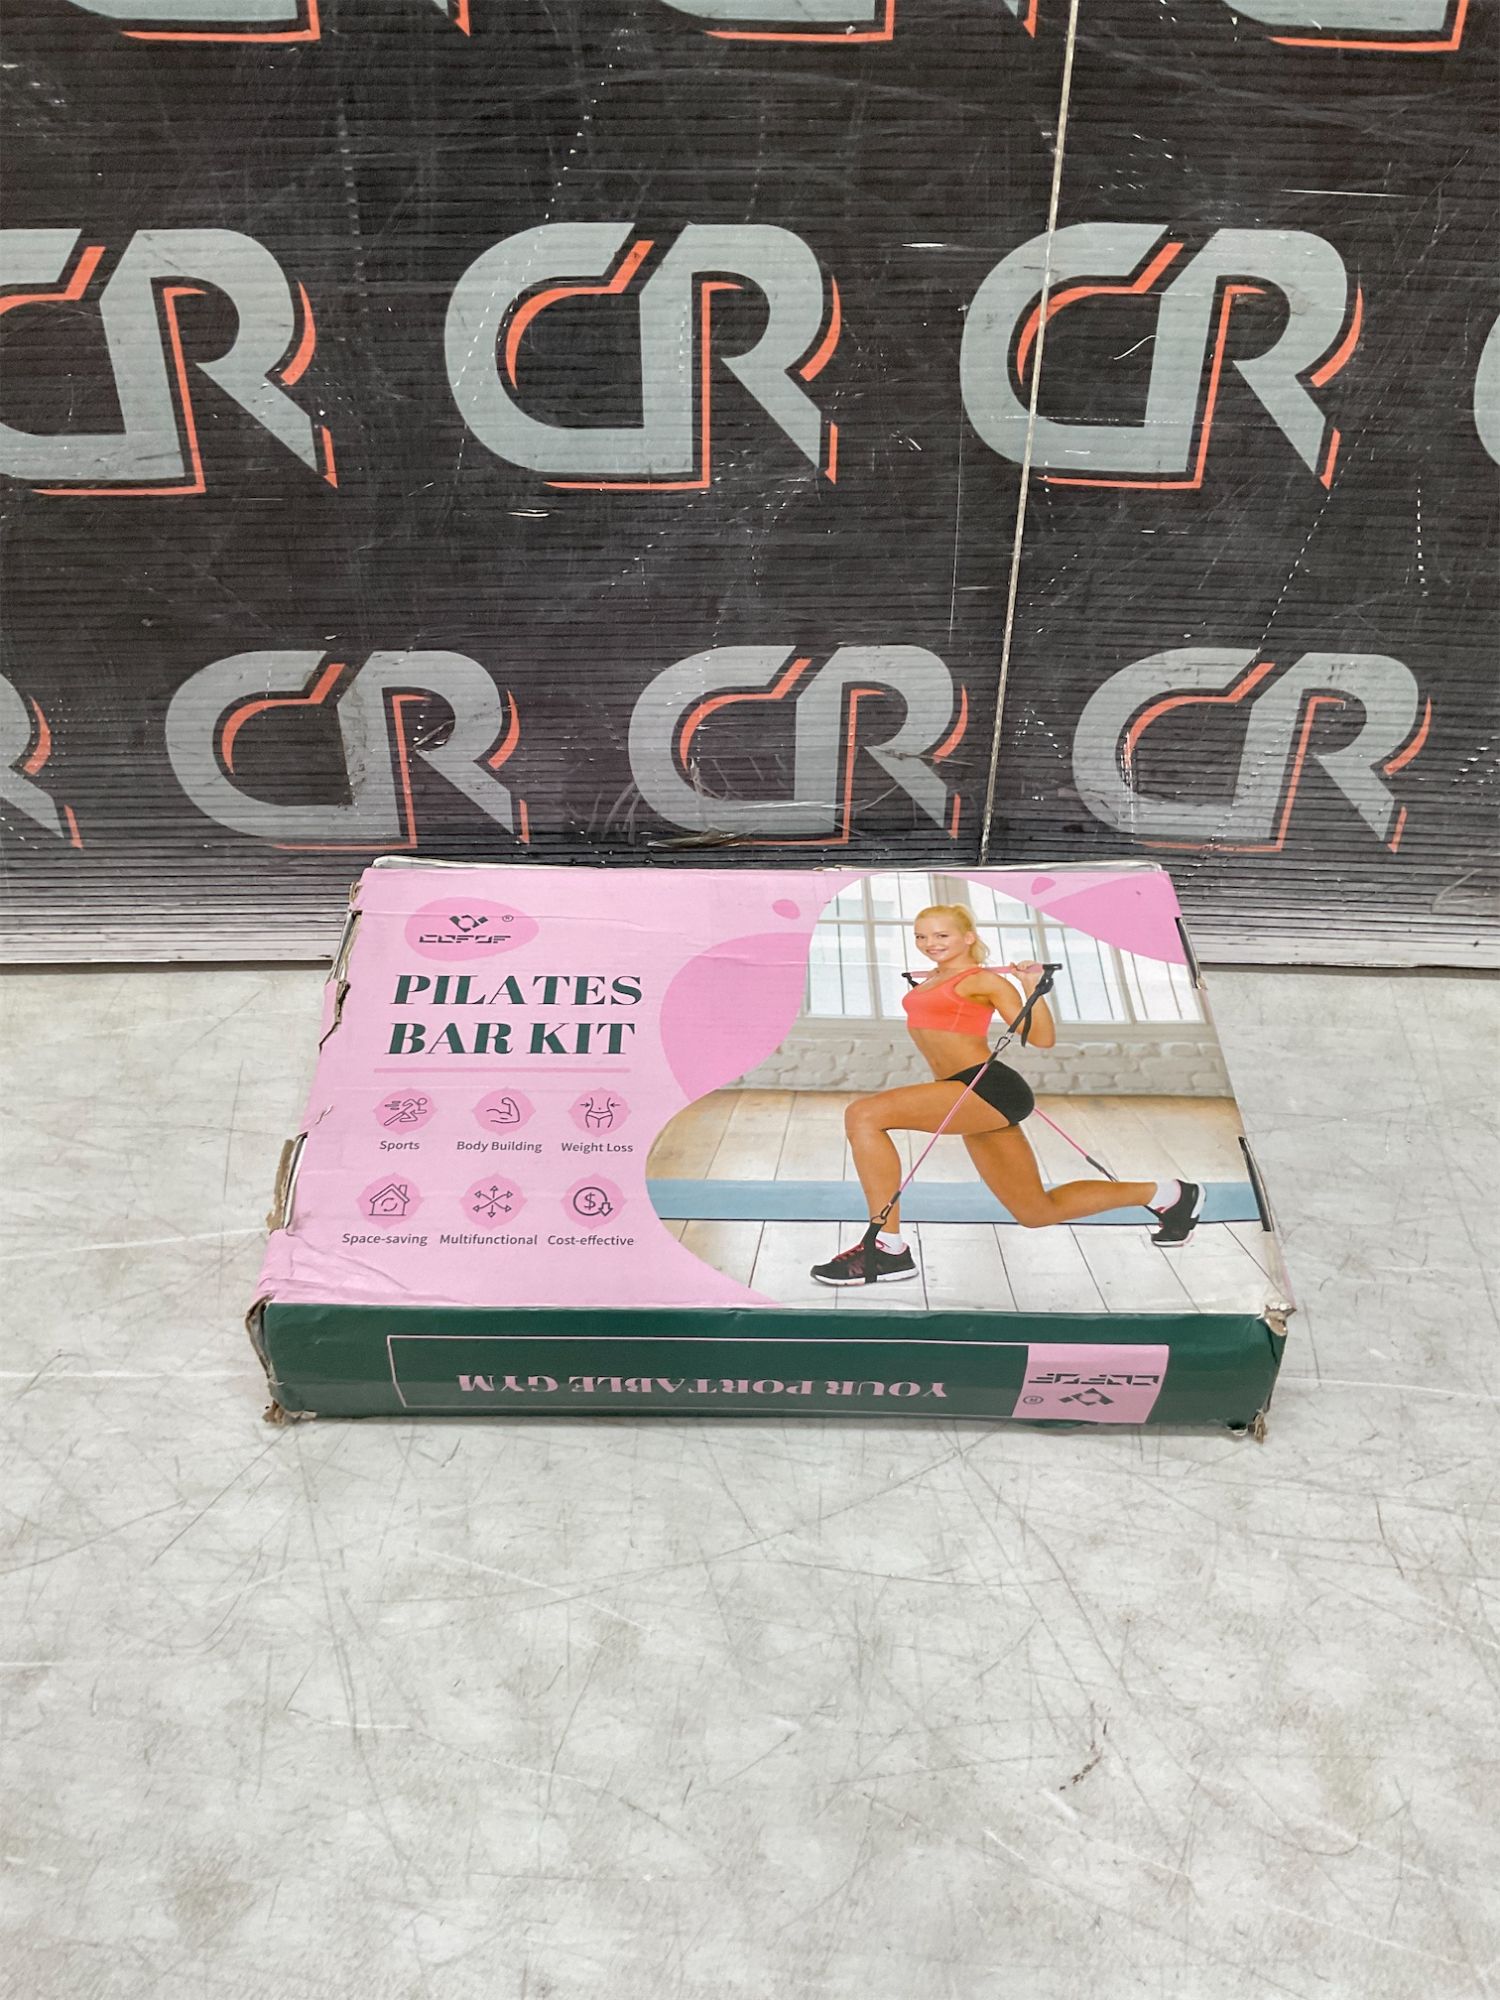 CR
CR CR CR
CR CR CR
COFOF ®
PILATES
BAR KIT
Sports Body Building Weight Loss
Space-saving Multifunctional Cost-effective
YOUR PORTABLE GYM
COFOF ®